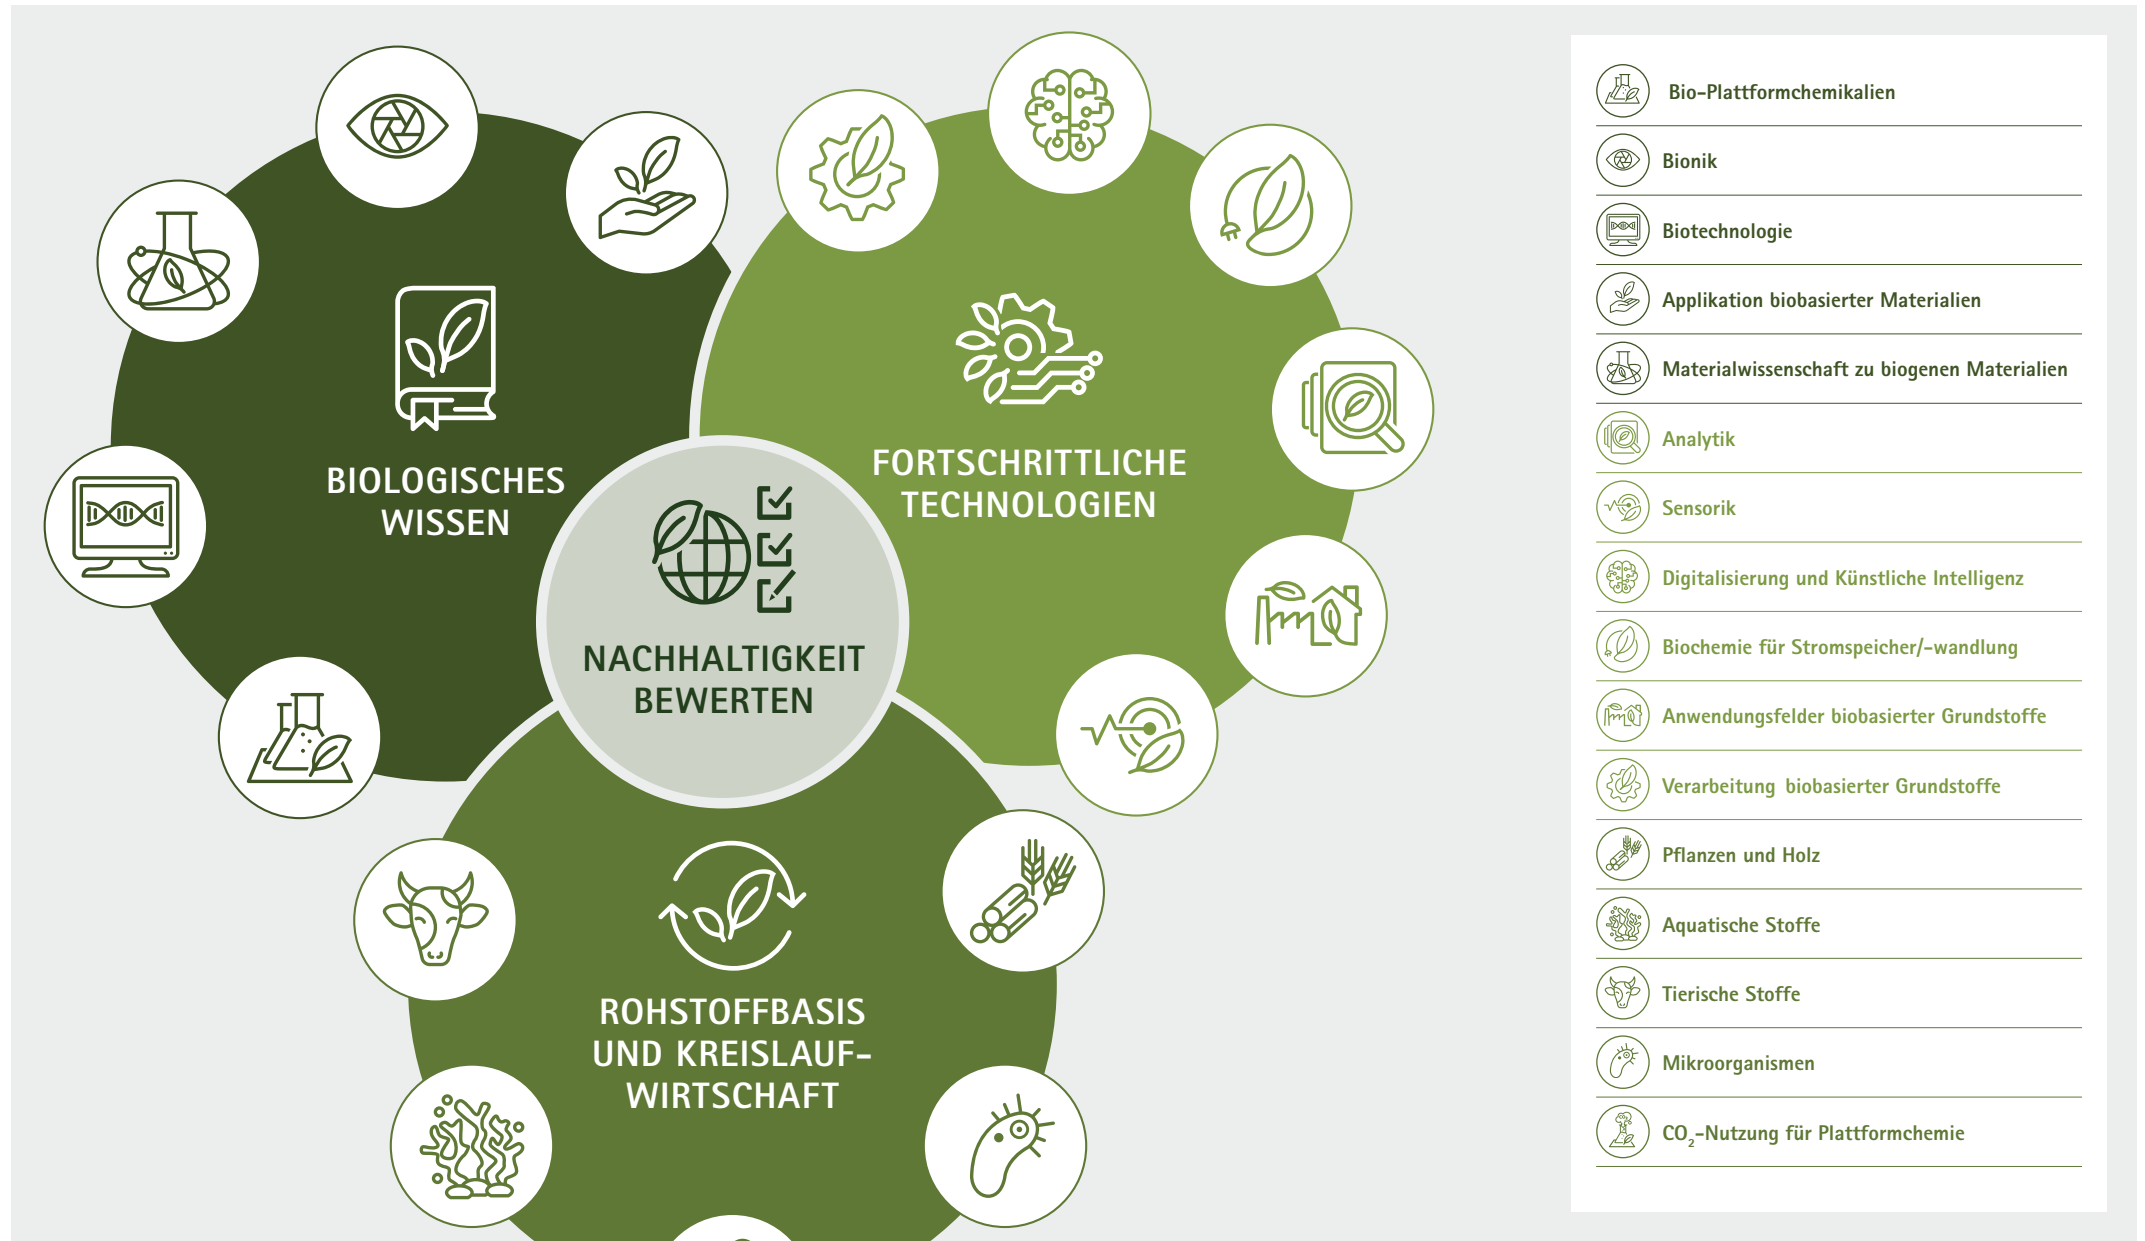 BIOLOGISCHES
WISSEN
FORTSCHRITTLICHE
TECHNOLOGIEN
NACHHALTIGKEIT
BEWERTEN
ROHSTOFFBASIS
UND KREISLAUF-
WIRTSCHAFT
Bio-Plattformchemikalien
Bionik
Biotechnologie
Applikation biobasierter Materialien
Materialwissenschaft zu biogenen Materialien
Analytik
Sensorik
Digitalisierung und Künstliche Intelligenz
Biochemie für Stromspeicher/-wandlung
Anwendungsfelder biobasierter Grundstoffe
Verarbeitung biobasierter Grundstoffe
Pflanzen und Holz
Aquatische Stoffe
Tierische Stoffe
Mikroorganismen
CO₂-Nutzung für Plattformchemie